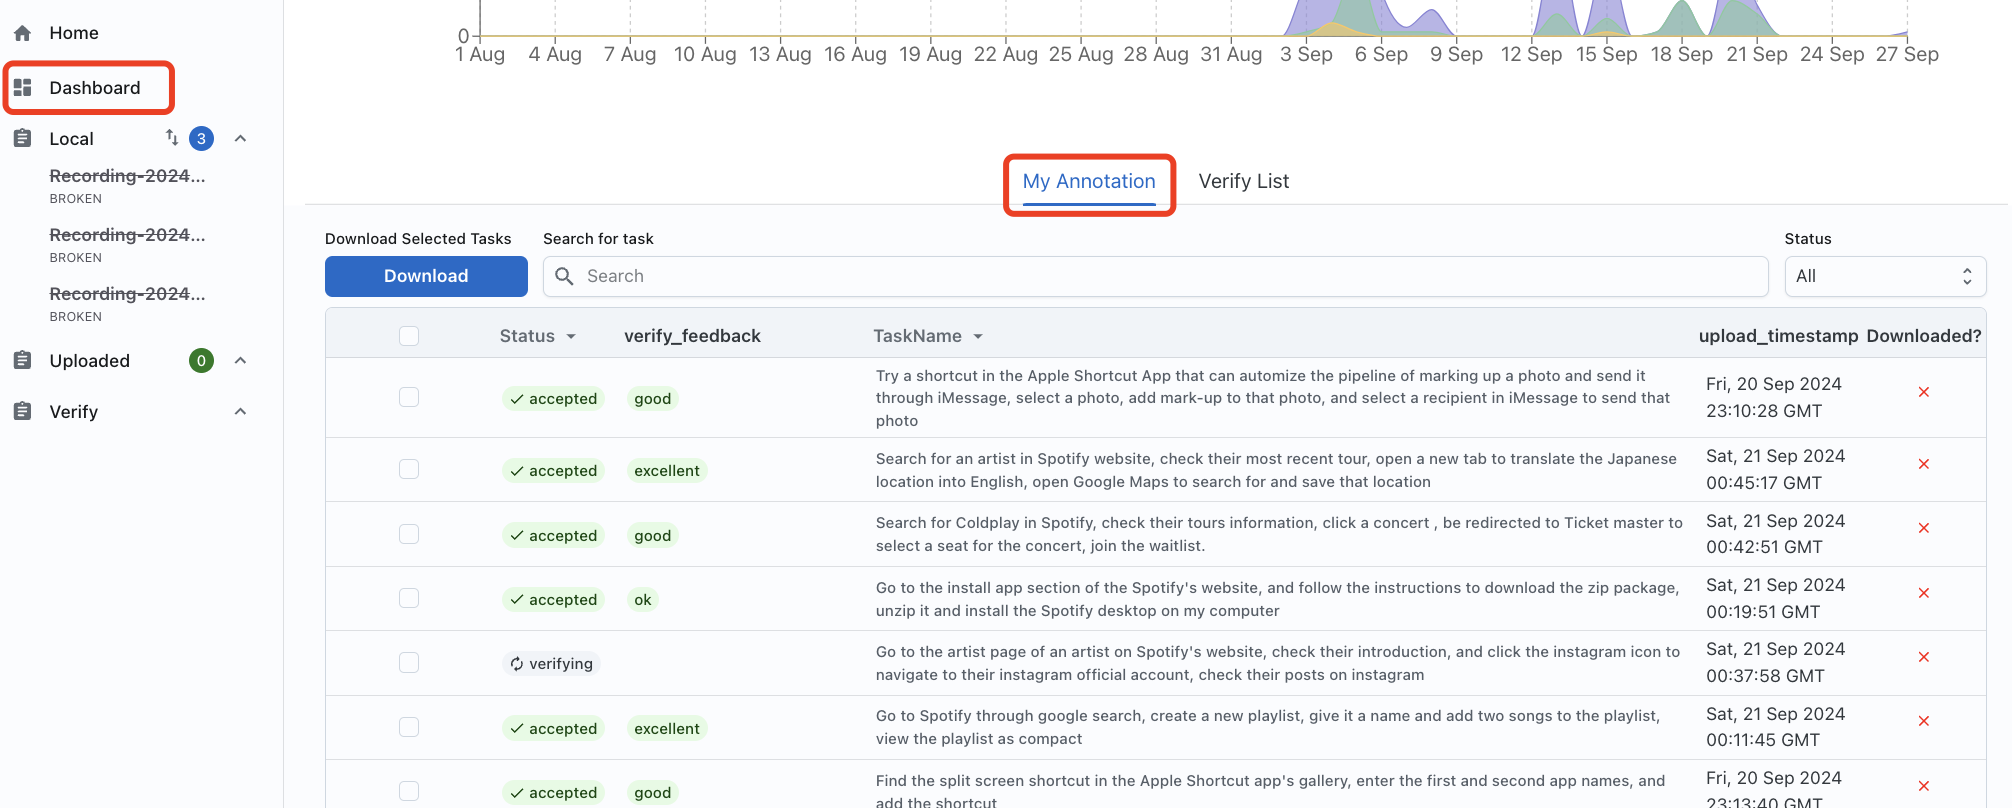 Home
Dashboard
Local 3
Recording-2024...
BROKEN
Recording-2024...
BROKEN
Recording-2024...
BROKEN
Uploaded 0
Verify
0
1 Aug 4 Aug 7 Aug 10 Aug 13 Aug 16 Aug 19 Aug 22 Aug 25 Aug 28 Aug 31 Aug 3 Sep 6 Sep 9 Sep 12 Sep 15 Sep 18 Sep 21 Sep 24 Sep 27 Sep
My Annotation Verify List
Download Selected Tasks Search for task Status
Download Search All
Status verify_feedback TaskName upload_timestamp Downloaded?
accepted good
Try a shortcut in the Apple Shortcut App that can automize the pipeline of marking up a photo and send it
through iMessage, select a photo, add mark-up to that photo, and select a recipient in iMessage to send that
photo
Fri, 20 Sep 2024
23:10:28 GMT
accepted excellent
Search for an artist in Spotify website, check their most recent tour, open a new tab to translate the Japanese
location into English, open Google Maps to search for and save that location
Sat, 21 Sep 2024
00:45:17 GMT
accepted good
Search for Coldplay in Spotify, check their tours information, click a concert , be redirected to Ticket master to
select a seat for the concert, join the waitlist.
Sat, 21 Sep 2024
00:42:51 GMT
accepted ok
Go to the install app section of the Spotify's website, and follow the instructions to download the zip package,
unzip it and install the Spotify desktop on my computer
Sat, 21 Sep 2024
00:19:51 GMT
verifying
Go to the artist page of an artist on Spotify's website, check their introduction, and click the instagram icon to
navigate to their instagram official account, check their posts on instagram
Sat, 21 Sep 2024
00:37:58 GMT
accepted excellent
Go to Spotify through google search, create a new playlist, give it a name and add two songs to the playlist,
view the playlist as compact
Sat, 21 Sep 2024
00:11:45 GMT
accepted good
Find the split screen shortcut in the Apple Shortcut app's gallery, enter the first and second app names, and
add the shortcut
Fri, 20 Sep 2024
23:13:40 GMT